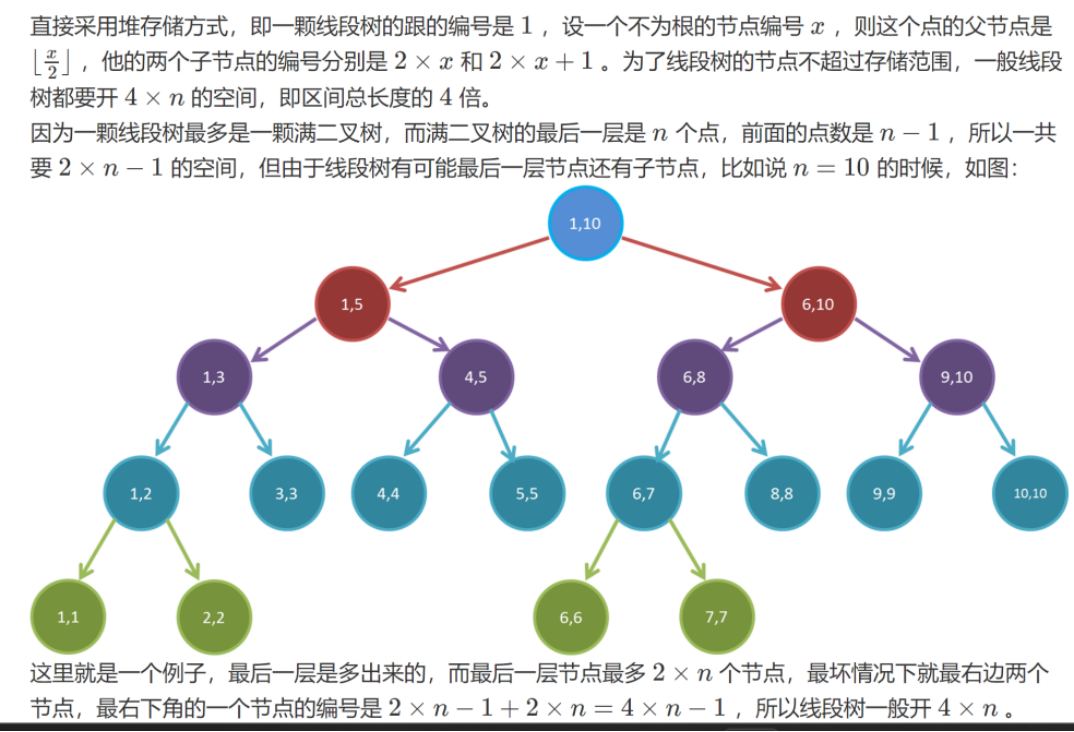 直接采用堆存储方式，即一颗线段树的跟的编号是 1 ，设一个不为根的节点编号 x ，则这个点的父节点是
⌊x/2⌋ ，他的两个子节点的编号分别是 2 × x 和 2 × x + 1 。为了线段树的节点不超过存储范围，一般线段
树都要开 4 × n 的空间，即区间总长度的 4 倍。
因为一颗线段树最多是一颗满二叉树，而满二叉树的最后一层是 n 个点，前面的点数是 n − 1 ，所以一共
要 2 × n − 1 的空间，但由于线段树有可能最后一层节点还有子节点，比如说 n = 10 的时候，如图：
1,10
1,5
6,10
1,3
4,5
6,8
9,10
1,2
3,3
4,4
5,5
6,7
8,8
9,9
10,10
1,1
2,2
6,6
7,7
这里就是一个例子，最后一层是多出来的，而最后一层节点最多 2 × n 个节点，最坏情况下就最右边两个
节点，最右下角的一个节点的编号是 2 × n − 1 + 2 × n = 4 × n − 1 ，所以线段树一般开 4 × n 。